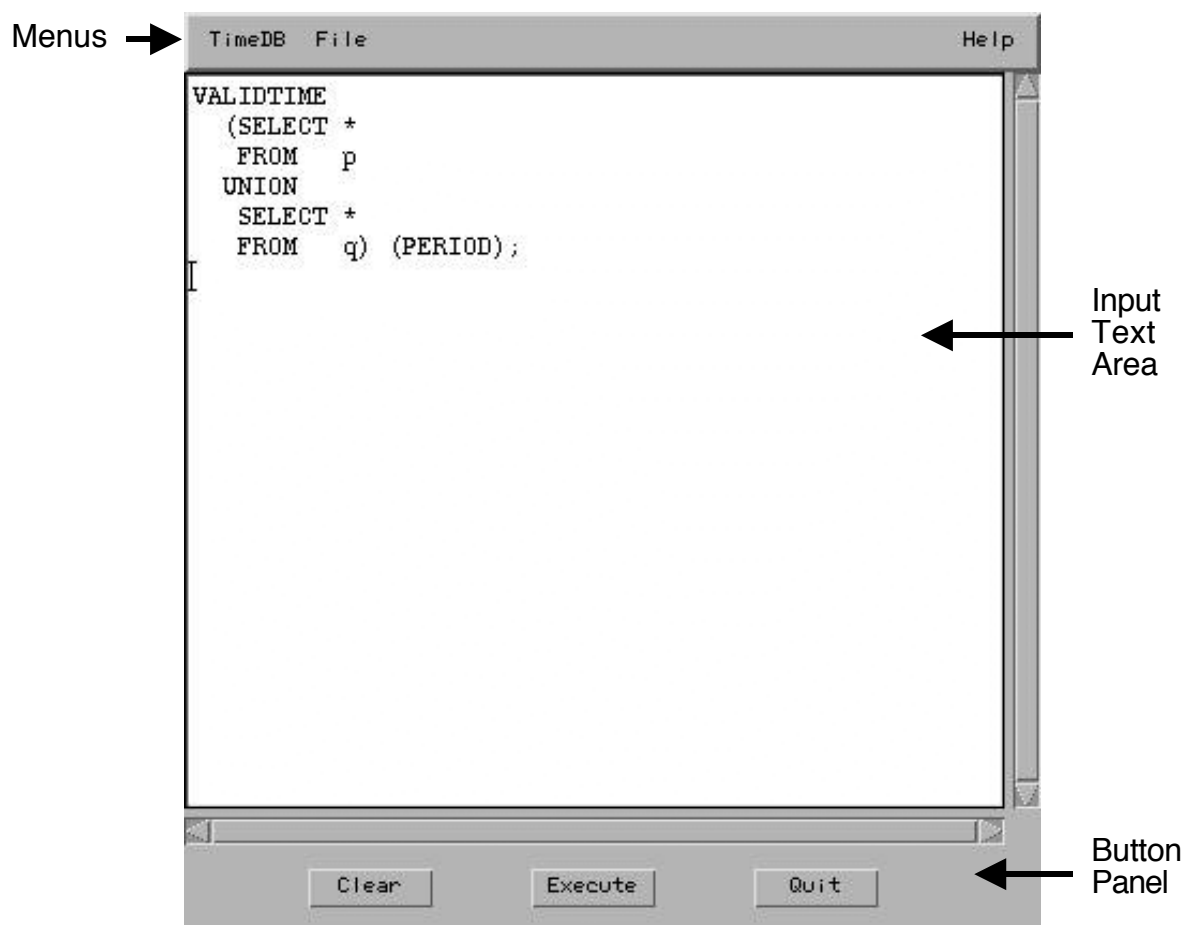 Menus
TimeDB File Help
VALIDTIME
(SELECT *
FROM p
UNION
SELECT *
FROM q) (PERIOD);
Input
Text
Area
Clear Execute Quit
Button
Panel